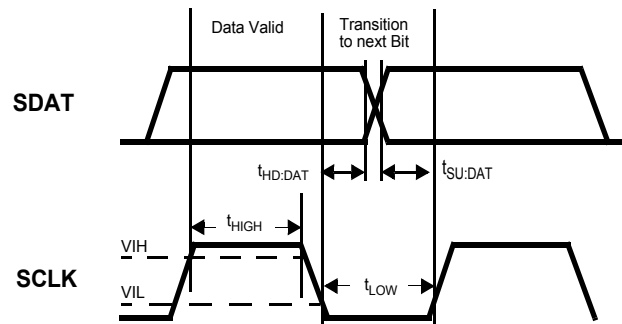 Data Valid
Transition
to next Bit
SDAT
tHD:DAT
tSU:DAT
tHIGH
VIH
SCLK
VIL
tLOW